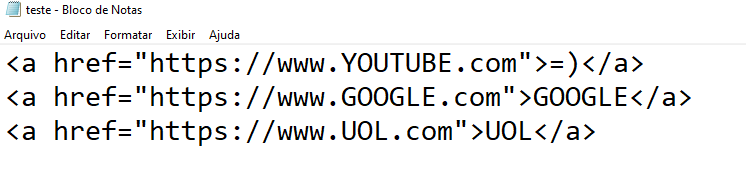 teste - Bloco de Notas
Arquivo Editar Formatar Exibir Ajuda
<a href="https://www.YOUTUBE.com">=)</a>
<a href="https://www.GOOGLE.com">GOOGLE</a>
<a href="https://www.UOL.com">UOL</a>